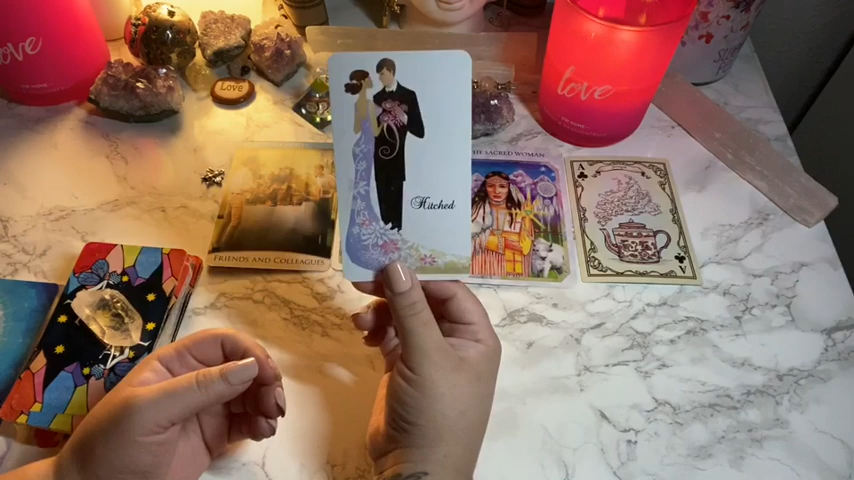 love
Love
love
Hitched
THE SACRED WOMAN
A
FRIENDS AND COLLEAGUES
A